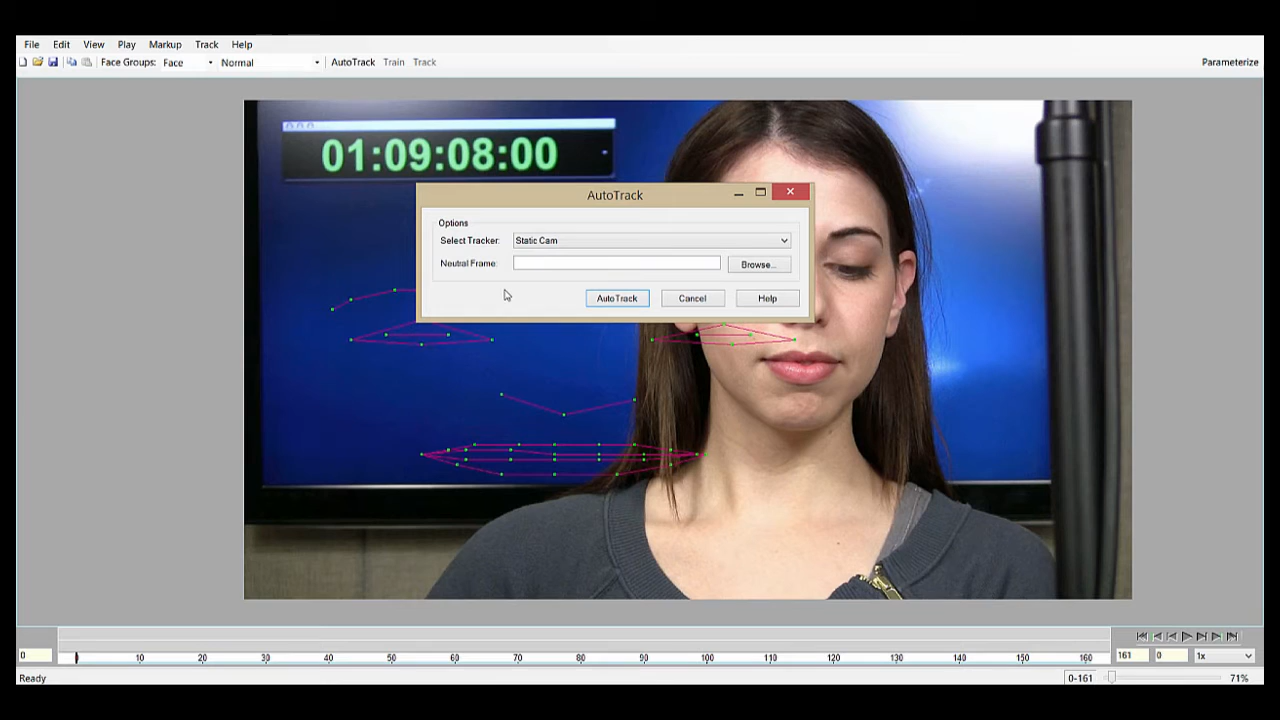 File Edit View Play Markup Track Help
Face Groups: Face Normal AutoTrack Train Track Parameterize
01:09:08:00
AutoTrack
Options
Select Tracker: Static Cam
Neutral Frame: Browse...
AutoTrack Cancel Help
0 10 20 30 40 50 60 70 80 90 100 110 120 130 140 150 160 161 0 1x
Ready 0-161 71%